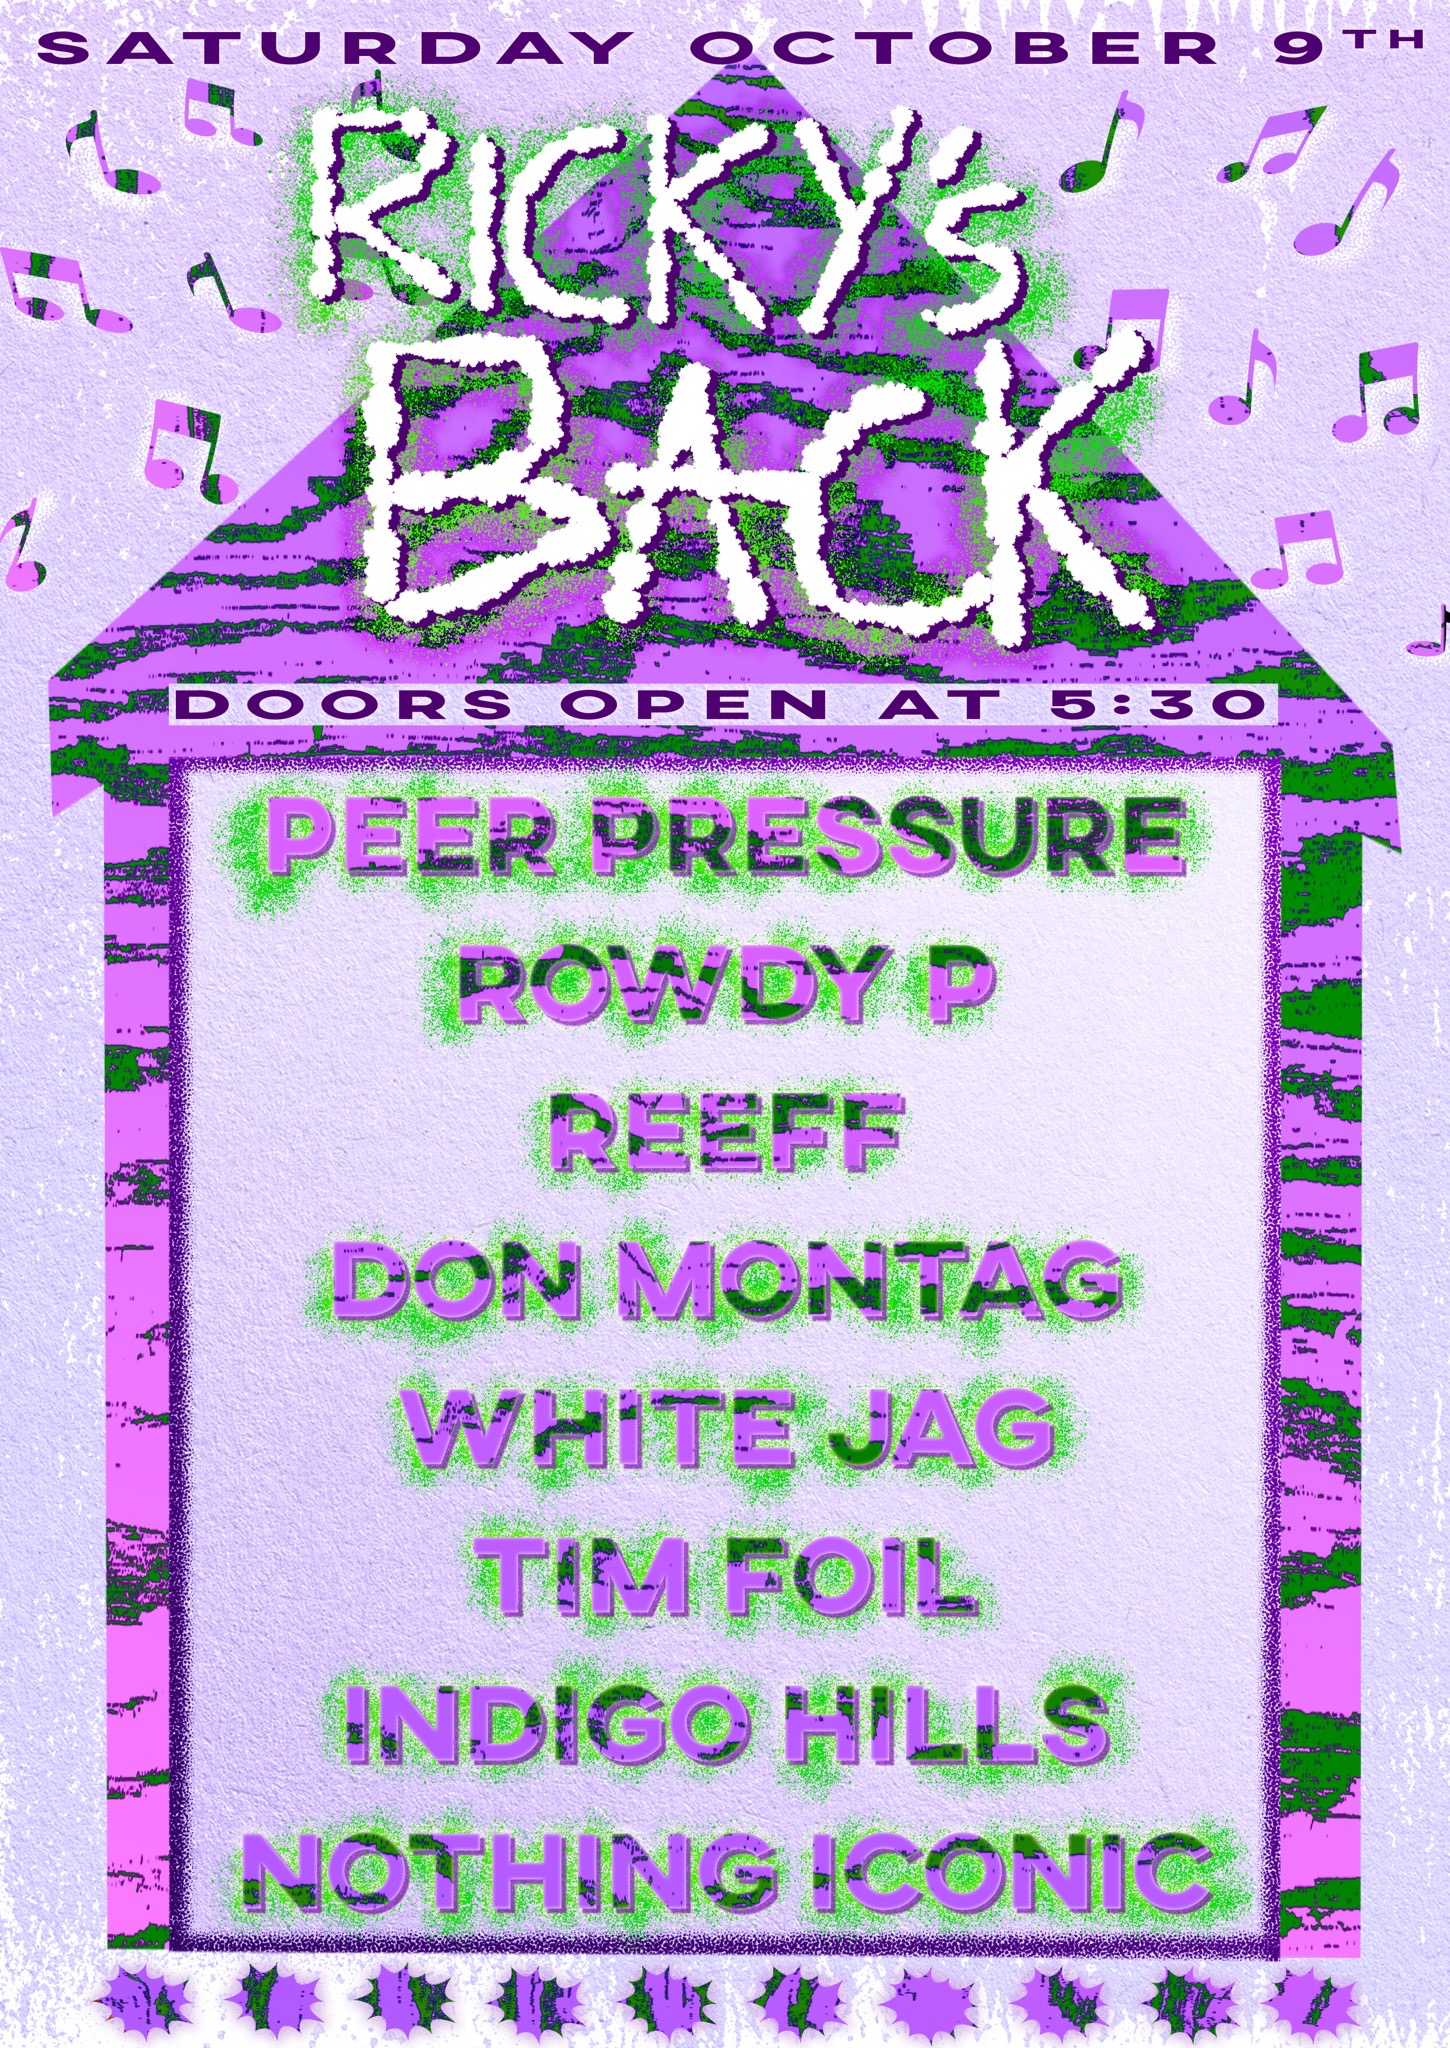 SATURDAY OCTOBER 9TH
RICKY's
BACK
DOORS OPEN AT 5:30
PEER PRESSURE
ROWDY P
REEFF
DON MONTAG
WHITE JAG
TIM FOIL
INDIGO HILLS
NOTHING ICONIC